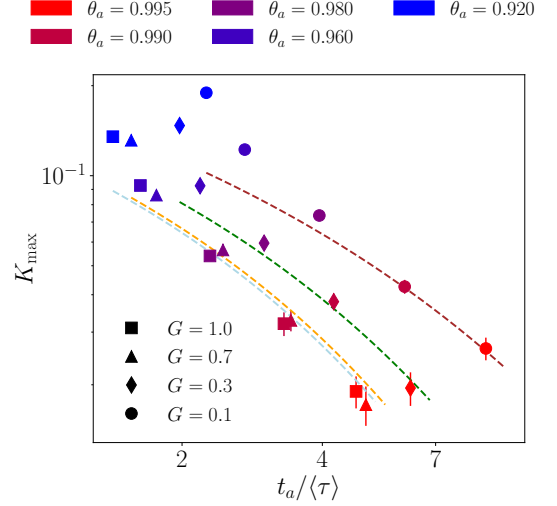 θ_a = 0.995 θ_a = 0.980 θ_a = 0.920
θ_a = 0.990 θ_a = 0.960
10^{-1}
K_max
G = 1.0
G = 0.7
G = 0.3
G = 0.1
2 4 7
t_a/⟨τ⟩